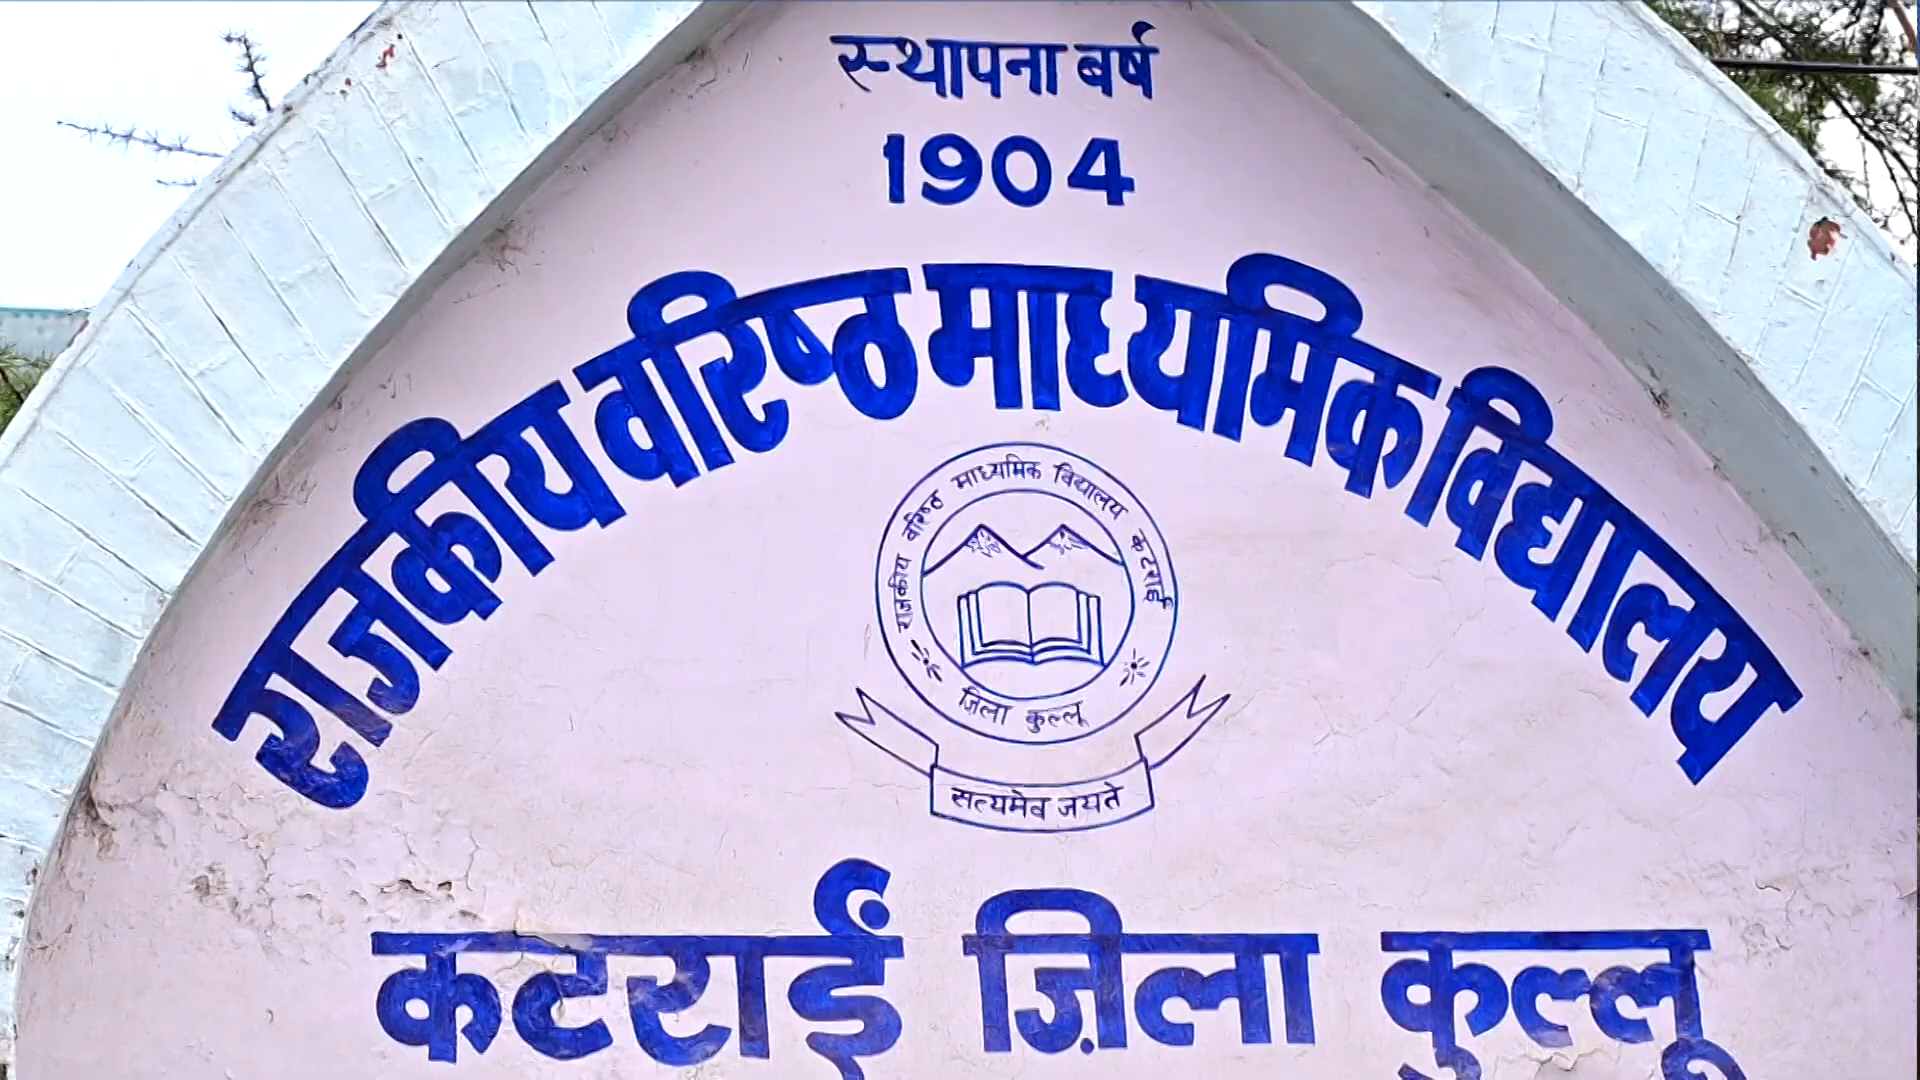 स्थापना बर्ष
1904
राजकीय वरिष्ठ माध्यमिक विद्यालय
राजकीय वरिष्ठ माध्यमिक विद्यालय कटराईं
ज़िला कुल्लू
सत्यमेव जयते
कटराईं ज़िला कुल्लू